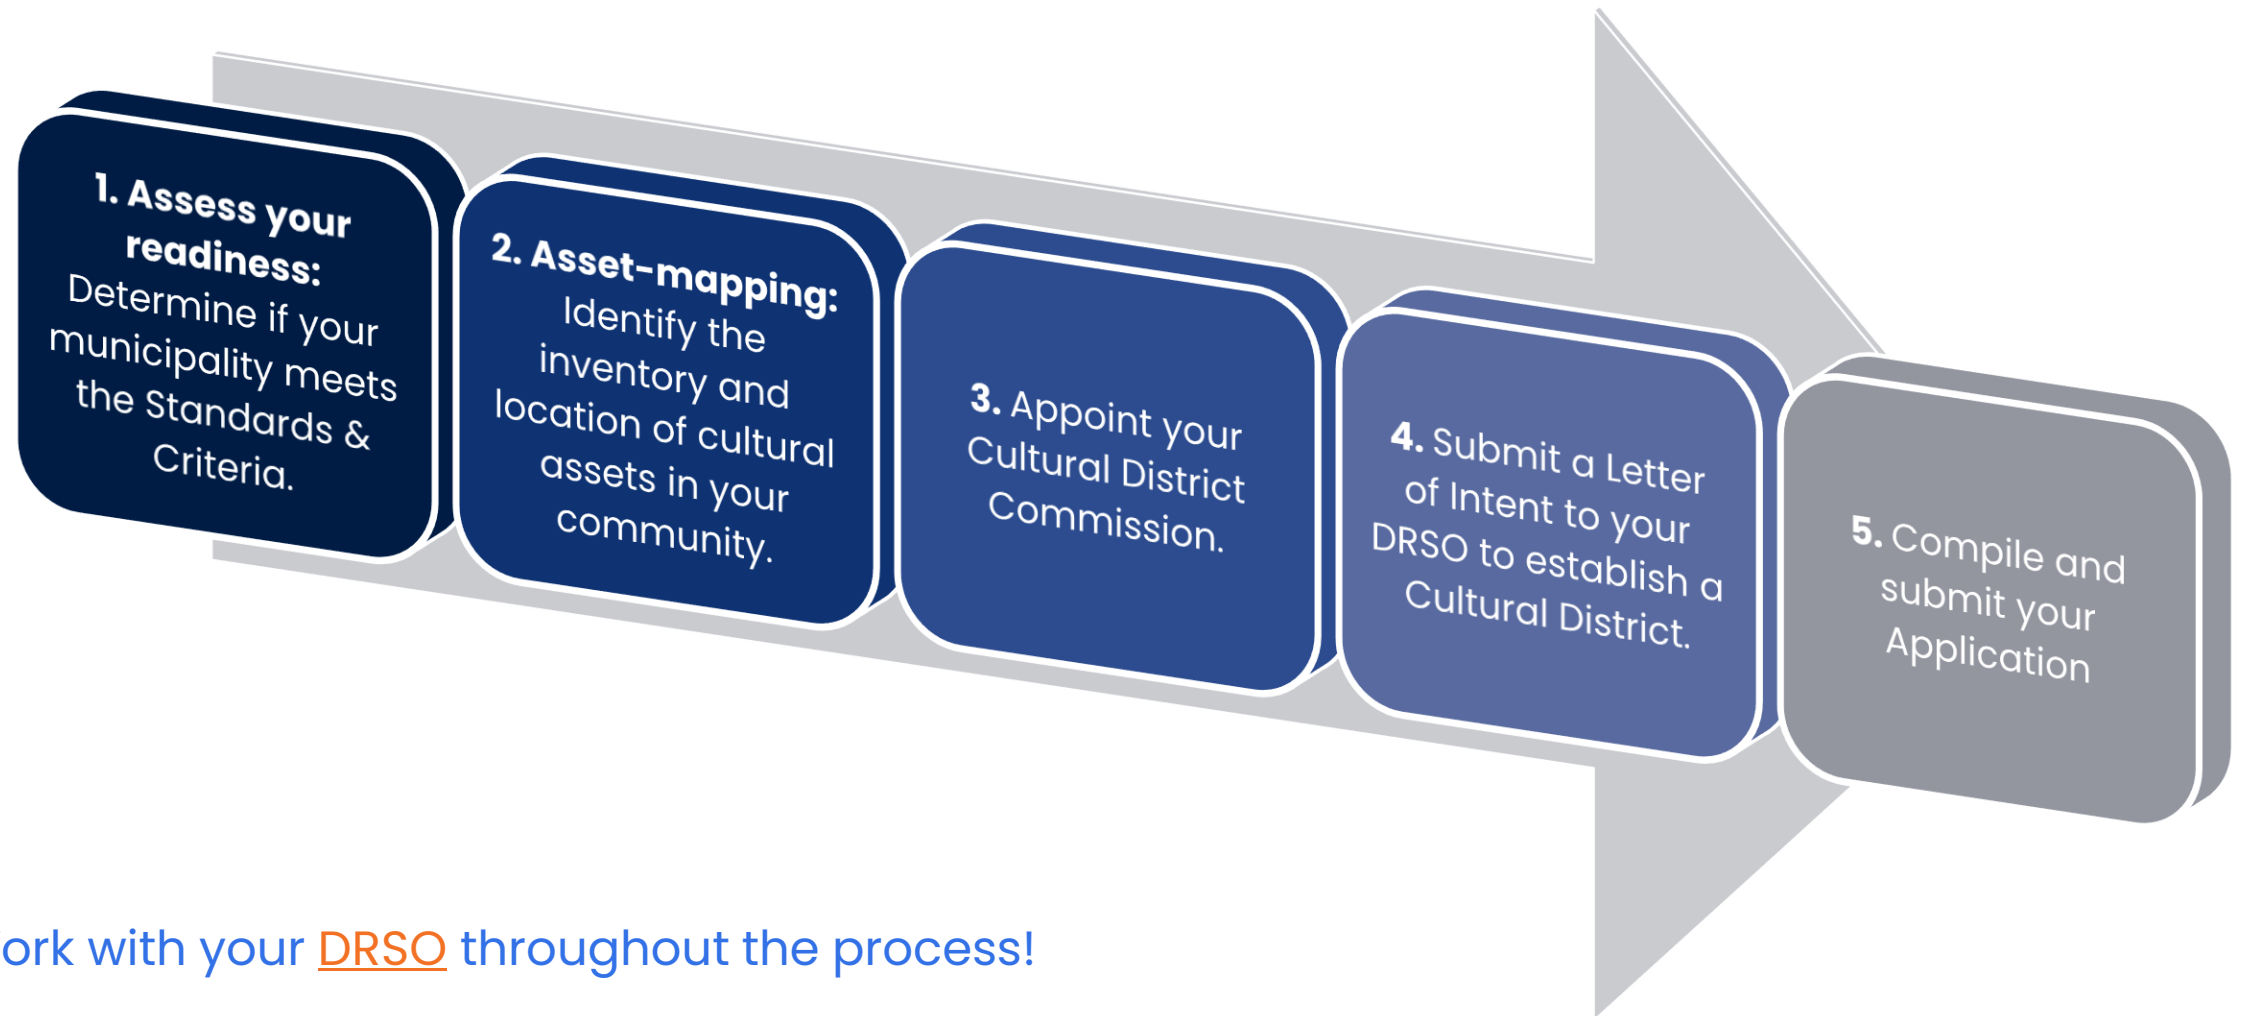 1. Assess your
readiness:
Determine if your
municipality meets
the Standards &
Criteria.
2. Asset-mapping:
Identify the
inventory and
location of cultural
assets in your
community.
3. Appoint your
Cultural District
Commission.
4. Submit a Letter
of Intent to your
DRSO to establish a
Cultural District.
5. Compile and
submit your
Application
ork with your DRSO throughout the process!